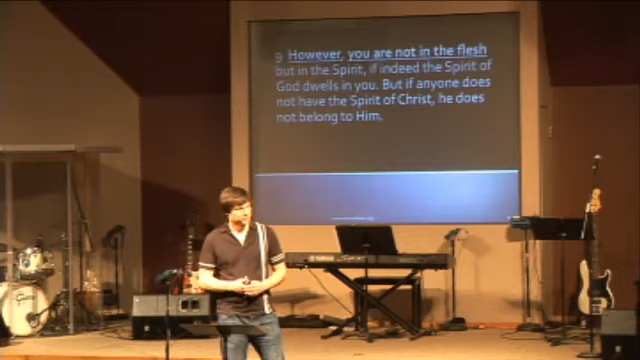 9 However, you are not in the flesh
but in the Spirit, if indeed the Spirit of
God dwells in you. But if anyone does
not have the Spirit of Christ, he does
not belong to Him.
YAMAHA